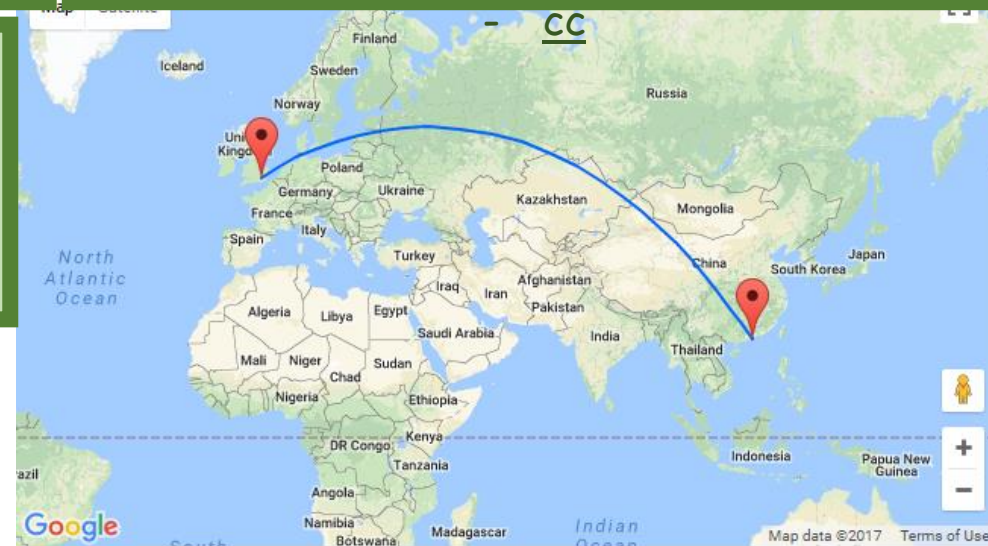 - cc
Map Satellite
Finland
Iceland
Sweden
Russia
Norway
Poland
Germany
Ukraine
Kazakhstan
Mongolia
France
Italy
Spain
Turkey
China
Japan
South Korea
North
Atlantic
Ocean
Iraq
Iran
Afghanistan
Pakistan
Algeria
Libya
Egypt
Saudi Arabia
India
Thailand
Mali
Niger
Chad
Sudan
Nigeria
Ethiopia
DR Congo
Kenya
Tanzania
Indonesia
Papua New
Guinea
Angola
Namibia
Botswana
Madagascar
Indian
Google
Map data ©2017 Terms of Use